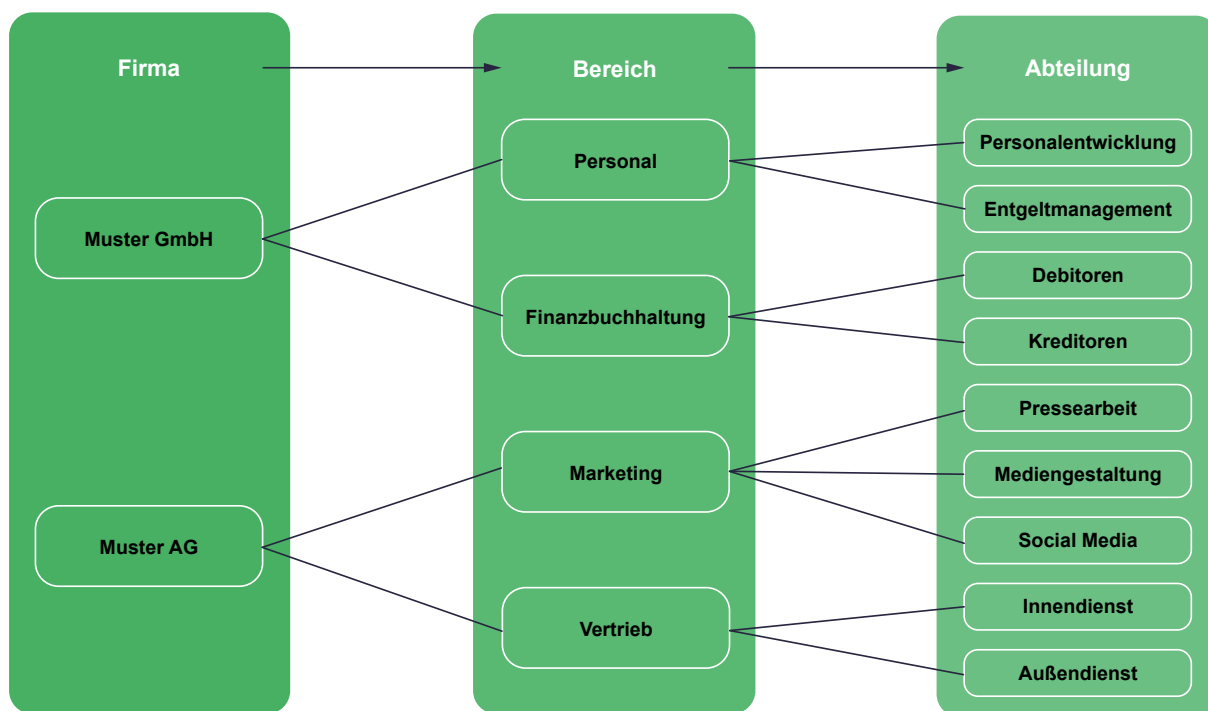 Firma
Bereich
Abteilung
Muster GmbH
Muster AG
Personal
Finanzbuchhaltung
Marketing
Vertrieb
Personalentwicklung
Entgeltmanagement
Debitoren
Kreditoren
Pressearbeit
Mediengestaltung
Social Media
Innendienst
Außendienst